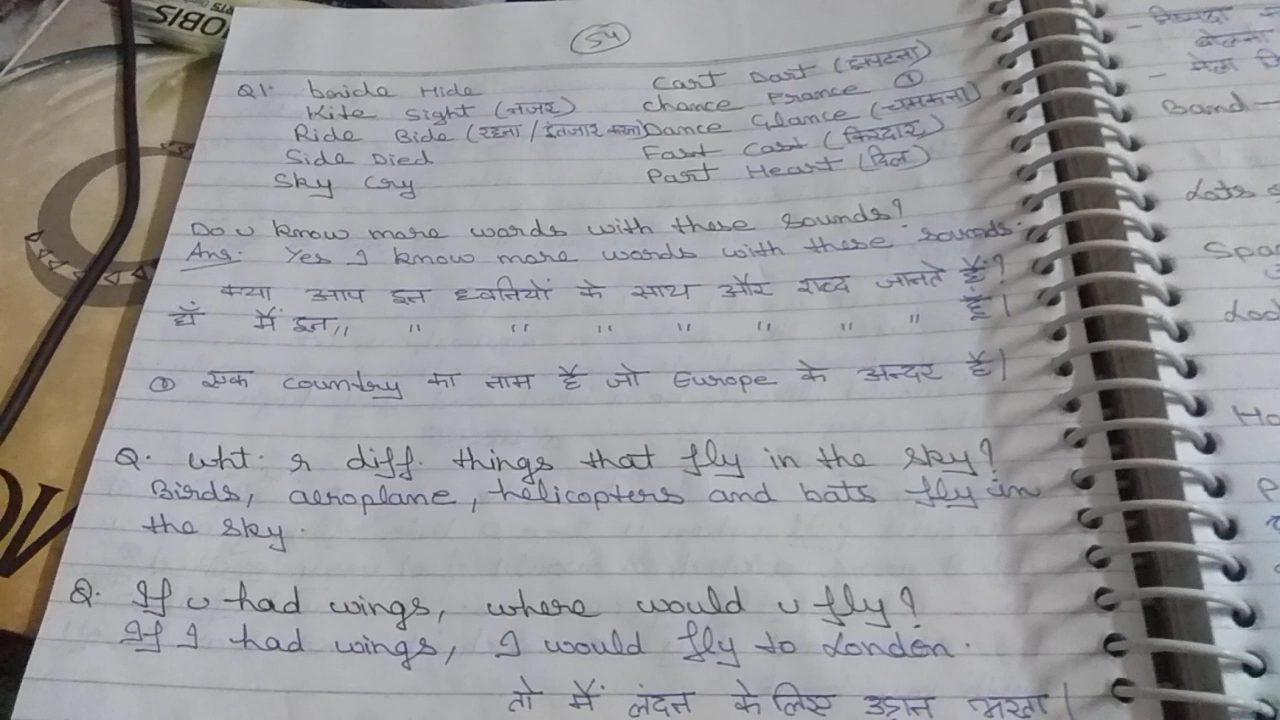 54
Q1. beside Hide
Kite Sight (नजर)
Ride Bide (रहना / इंतजार करना)
Side Died
Sky Cry
Cart Dart (झपटना)
Chance France ①
Dance Glance (चमकना)
Fast Cast (किरदार)
Part Heart (दिल)
Do u know more words with these sounds?
Ans. Yes I know more words with these sounds.
क्या आप इन ध्वनियों के साथ और शब्द जानते हैं?
हाँ मैं इन,, " " " " " " " हूँ।
① एक country का नाम हैं जो Europe के अन्दर हैं।
Q. wht. r diff. things that fly in the sky?
Birds, aeroplane, helicopters and bats fly in
the sky.
Q. If u had wings, where would u fly?
If I had wings, I would fly to London.
तो मैं लंदन के लिए उड़ान भरता।
Band -
Lots
Spa